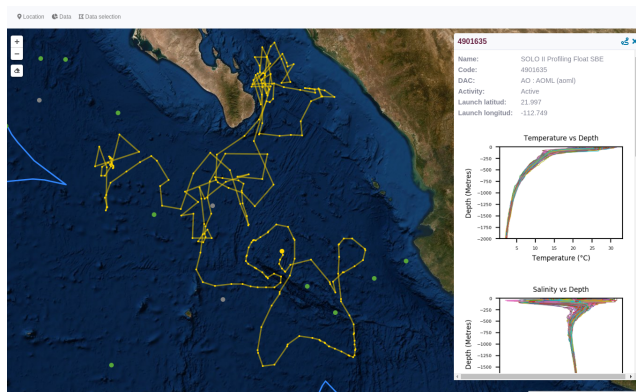 Location Data Data selection
+
−
4901635
Name: SOLO II Profiling Float SBE
Code: 4901635
DAC: AO : AOML (aoml)
Activity: Active
Launch latitud: 21.997
Launch longitud: -112.749
Temperature vs Depth
Depth (Metres)
0
−250
−500
−750
−1000
−1250
−1500
−1750
−2000
5 10 15 20 25 30
Temperature (°C)
Salinity vs Depth
Depth (Metres)
0
−250
−500
−750
−1000
−1250
−1500